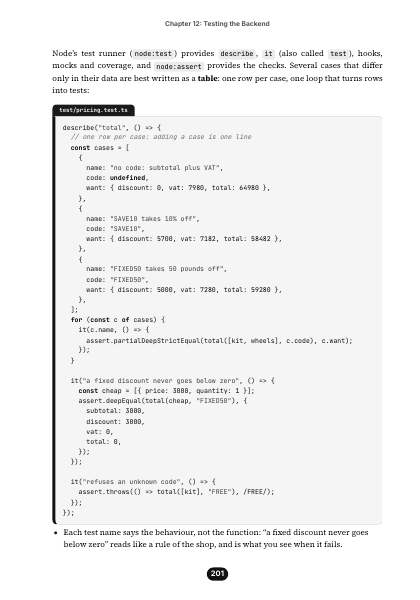 Chapter 12: Testing the Backend
Node's test runner (node:test) provides describe, it (also called test), hooks,
mocks and coverage, and node:assert provides the checks. Several cases that differ
only in their data are best written as a table: one row per case, one loop that turns rows
into tests:
test/pricing.test.ts
describe("total", () => {
  // one row per case: adding a case is one line
  const cases = [
    {
      name: "no code: subtotal plus VAT",
      code: undefined,
      want: { discount: 0, vat: 7980, total: 64980 },
    },
    {
      name: "SAVE10 takes 10% off",
      code: "SAVE10",
      want: { discount: 5700, vat: 7182, total: 58482 },
    },
    {
      name: "FIXED50 takes 50 pounds off",
      code: "FIXED50",
      want: { discount: 5000, vat: 7280, total: 59280 },
    },
  ];
  for (const c of cases) {
    it(c.name, () => {
      assert.partialDeepStrictEqual(total([kit, wheels], c.code), c.want);
    });
  }
  it("a fixed discount never goes below zero", () => {
    const cheap = [{ price: 3000, quantity: 1 }];
    assert.deepEqual(total(cheap, "FIXED50"), {
      subtotal: 3000,
      discount: 3000,
      vat: 0,
      total: 0,
    });
  });
  it("refuses an unknown code", () => {
    assert.throws(() => total([kit], "FREE"), /FREE/);
  });
});
• Each test name says the behaviour, not the function: "a fixed discount never goes
below zero" reads like a rule of the shop, and is what you see when it fails.
201